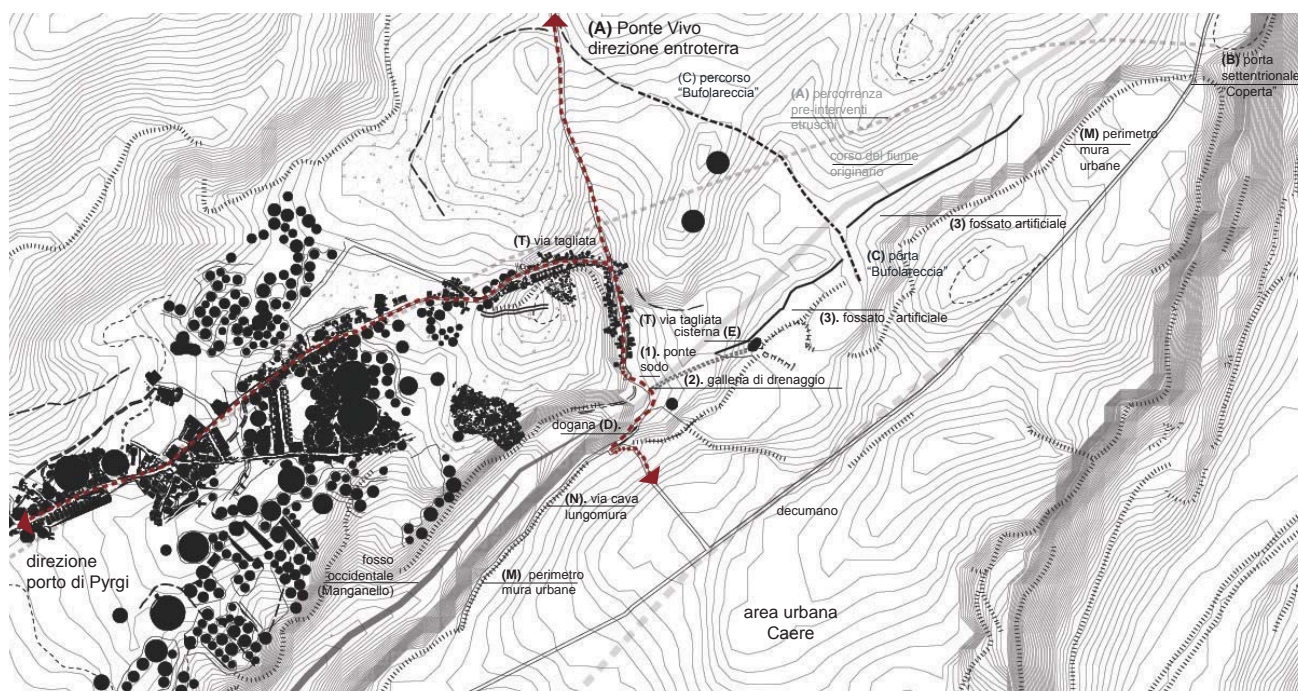 (A) Ponte Vivo
direzione entroterra
(C) percorso
"Bufolareccia"
(A) percorrenza
pre-interventi
etruschi
(B) porta
settentrionale
"Coperta"
(M) perimetro
mura
urbane
corso del fiume
originario
(3) fossato artificiale
(T) via tagliata
(C) porta
"Bufolareccia"
(T) via tagliata
cisterna (E)
(3). fossato artificiale
(1). ponte
sodo
(2). galleria di drenaggio
dogana (D).
(N). via cava
lungomura
decumano
direzione
porto di Pyrgi
fosso
occidentale
(Manganello)
(M) perimetro
mura urbane
area urbana
Caere